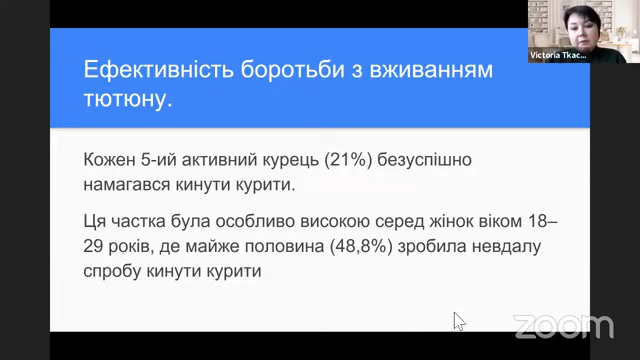 Victoria Tkac...
Ефективність боротьби з вживанням
тютюну.
Кожен 5-ий активний курець (21%) безуспішно
намагався кинути курити.
Ця частка була особливо високою серед жінок віком 18–
29 років, де майже половина (48,8%) зробила невдалу
спробу кинути курити
zoom